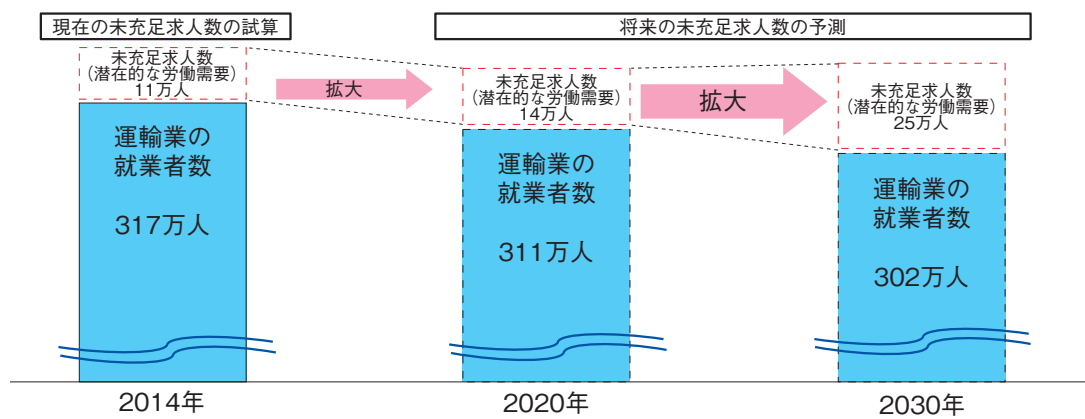 現在の未充足求人数の試算
将来の未充足求人数の予測
未充足求人数
（潜在的な労働需要）
11万人
拡大
未充足求人数
（潜在的な労働需要）
14万人
拡大
未充足求人数
（潜在的な労働需要）
25万人
運輸業の
就業者数
317万人
運輸業の
就業者数
311万人
運輸業の
就業者数
302万人
2014年
2020年
2030年